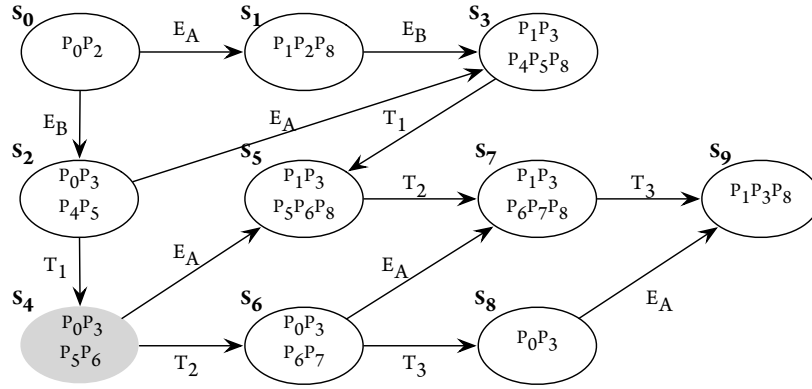 S0
P0P2
EA
S1
P1P2P8
EB
S3
P1P3
P4P5P8
EB
EA
T1
S2
P0P3
P4P5
S5
P1P3
P5P6P8
T2
S7
P1P3
P6P7P8
T3
S9
P1P3P8
T1
EA
EA
EA
S4
P0P3
P5P6
T2
S6
P0P3
P6P7
T3
S8
P0P3